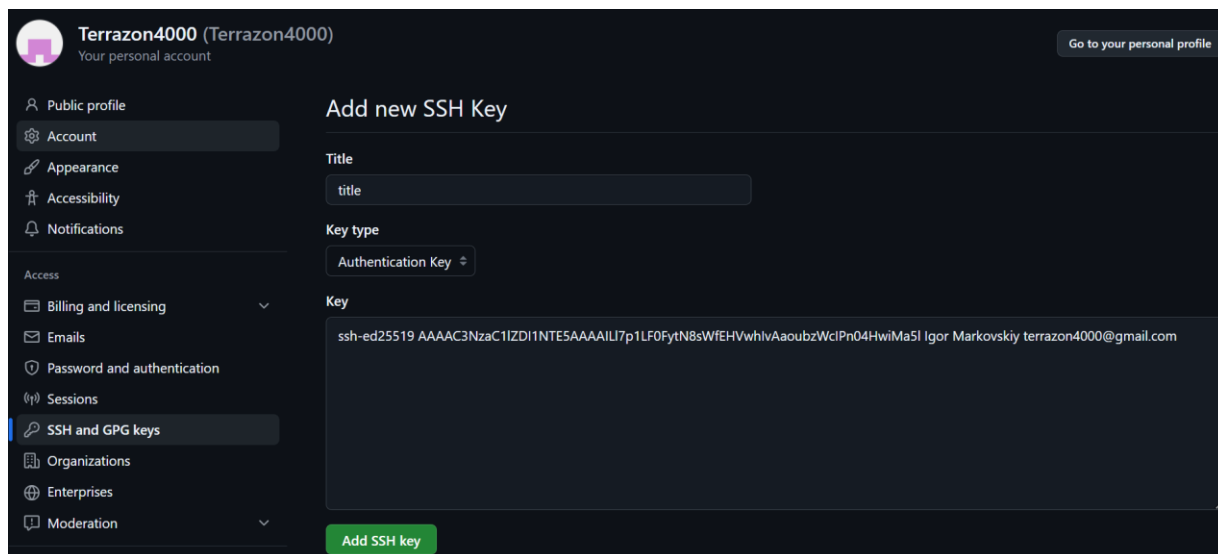 Terrazon4000 (Terrazon4000)
Your personal account
Go to your personal profile
Public profile
Account
Appearance
Accessibility
Notifications
Access
Billing and licensing
Emails
Password and authentication
Sessions
SSH and GPG keys
Organizations
Enterprises
Moderation
Add new SSH Key
Title
title
Key type
Authentication Key
Key
ssh-ed25519 AAAAC3NzaC1lZDI1NTE5AAAAILl7p1LF0FytN8sWfEHVwhIvAaoubzWcIPn04HwiMa5l Igor Markovskiy terrazon4000@gmail.com
Add SSH key